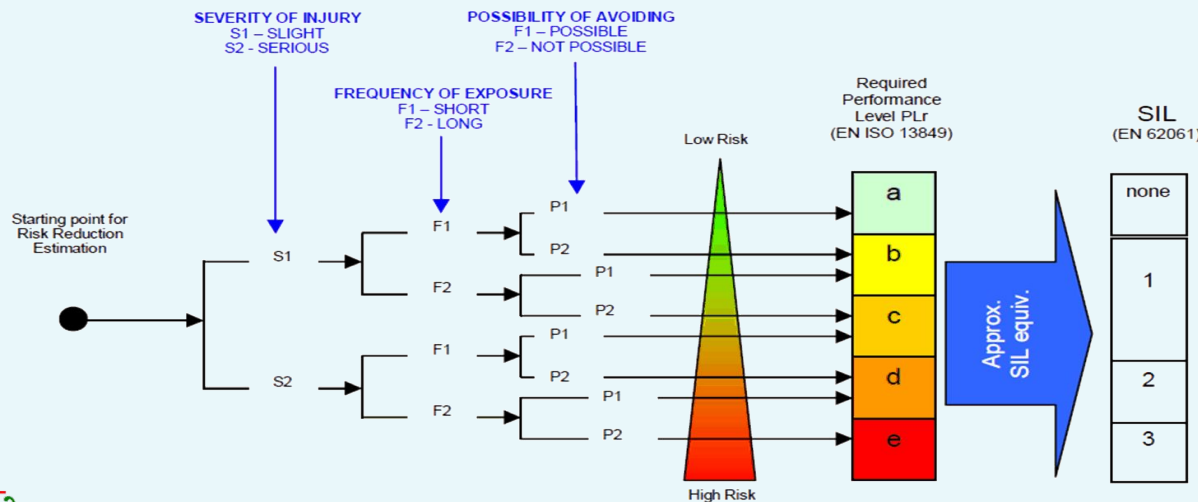 SEVERITY OF INJURY
S1 – SLIGHT
S2 - SERIOUS
POSSIBILITY OF AVOIDING
F1 – POSSIBLE
F2 – NOT POSSIBLE
FREQUENCY OF EXPOSURE
F1 – SHORT
F2 - LONG
Required
Performance
Level PLr
(EN ISO 13849)
SIL
(EN 62061)
Low Risk
Starting point for
Risk Reduction
Estimation
S1
S2
F1
F2
F1
F2
P1
P2
P1
P2
P1
P2
P1
P2
a
b
c
d
e
Approx.
SIL equiv.
none
1
2
3
High Risk